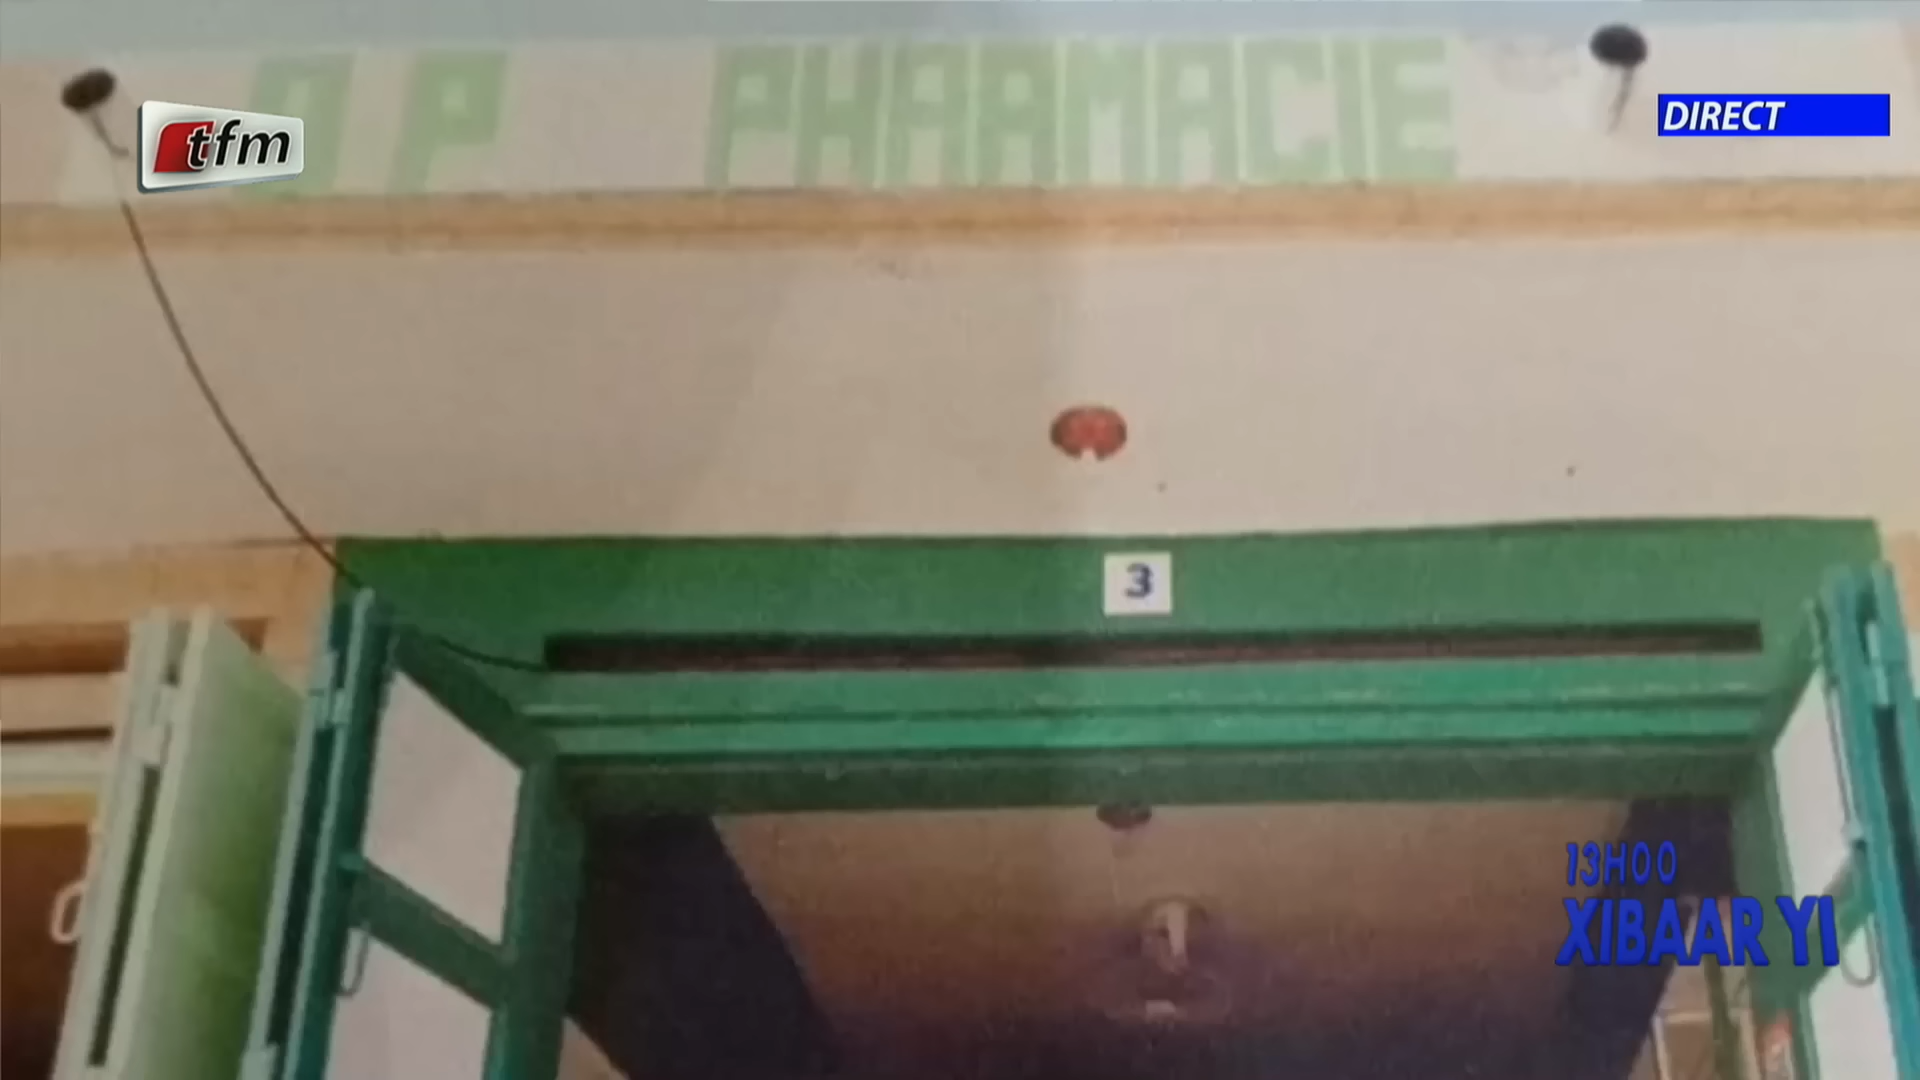 P PHARMACIE
tfm
DIRECT
3
13H00
XIBAAR YI